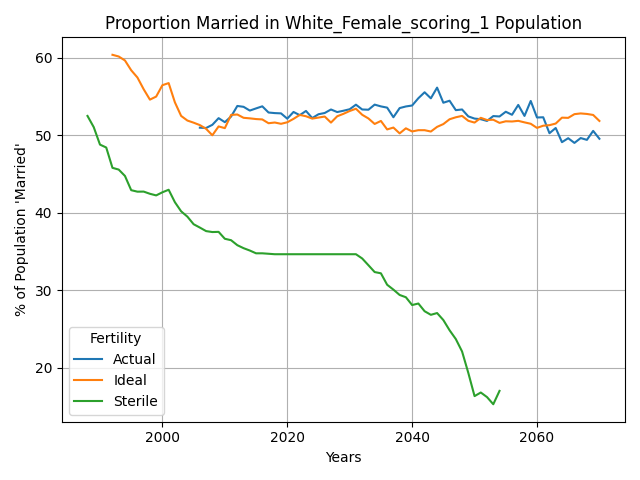 Proportion Married in White_Female_scoring_1 Population
% of Population 'Married'
60
50
40
30
20
Fertility
Actual
Ideal
Sterile
2000 2020 2040 2060
Years